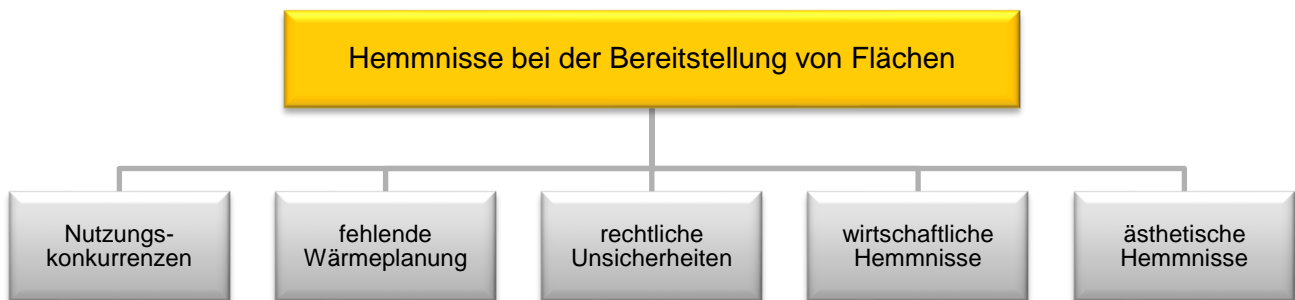 Hemmnisse bei der Bereitstellung von Flächen
Nutzungs-
konkurrenzen
fehlende
Wärmeplanung
rechtliche
Unsicherheiten
wirtschaftliche
Hemmnisse
ästhetische
Hemmnisse